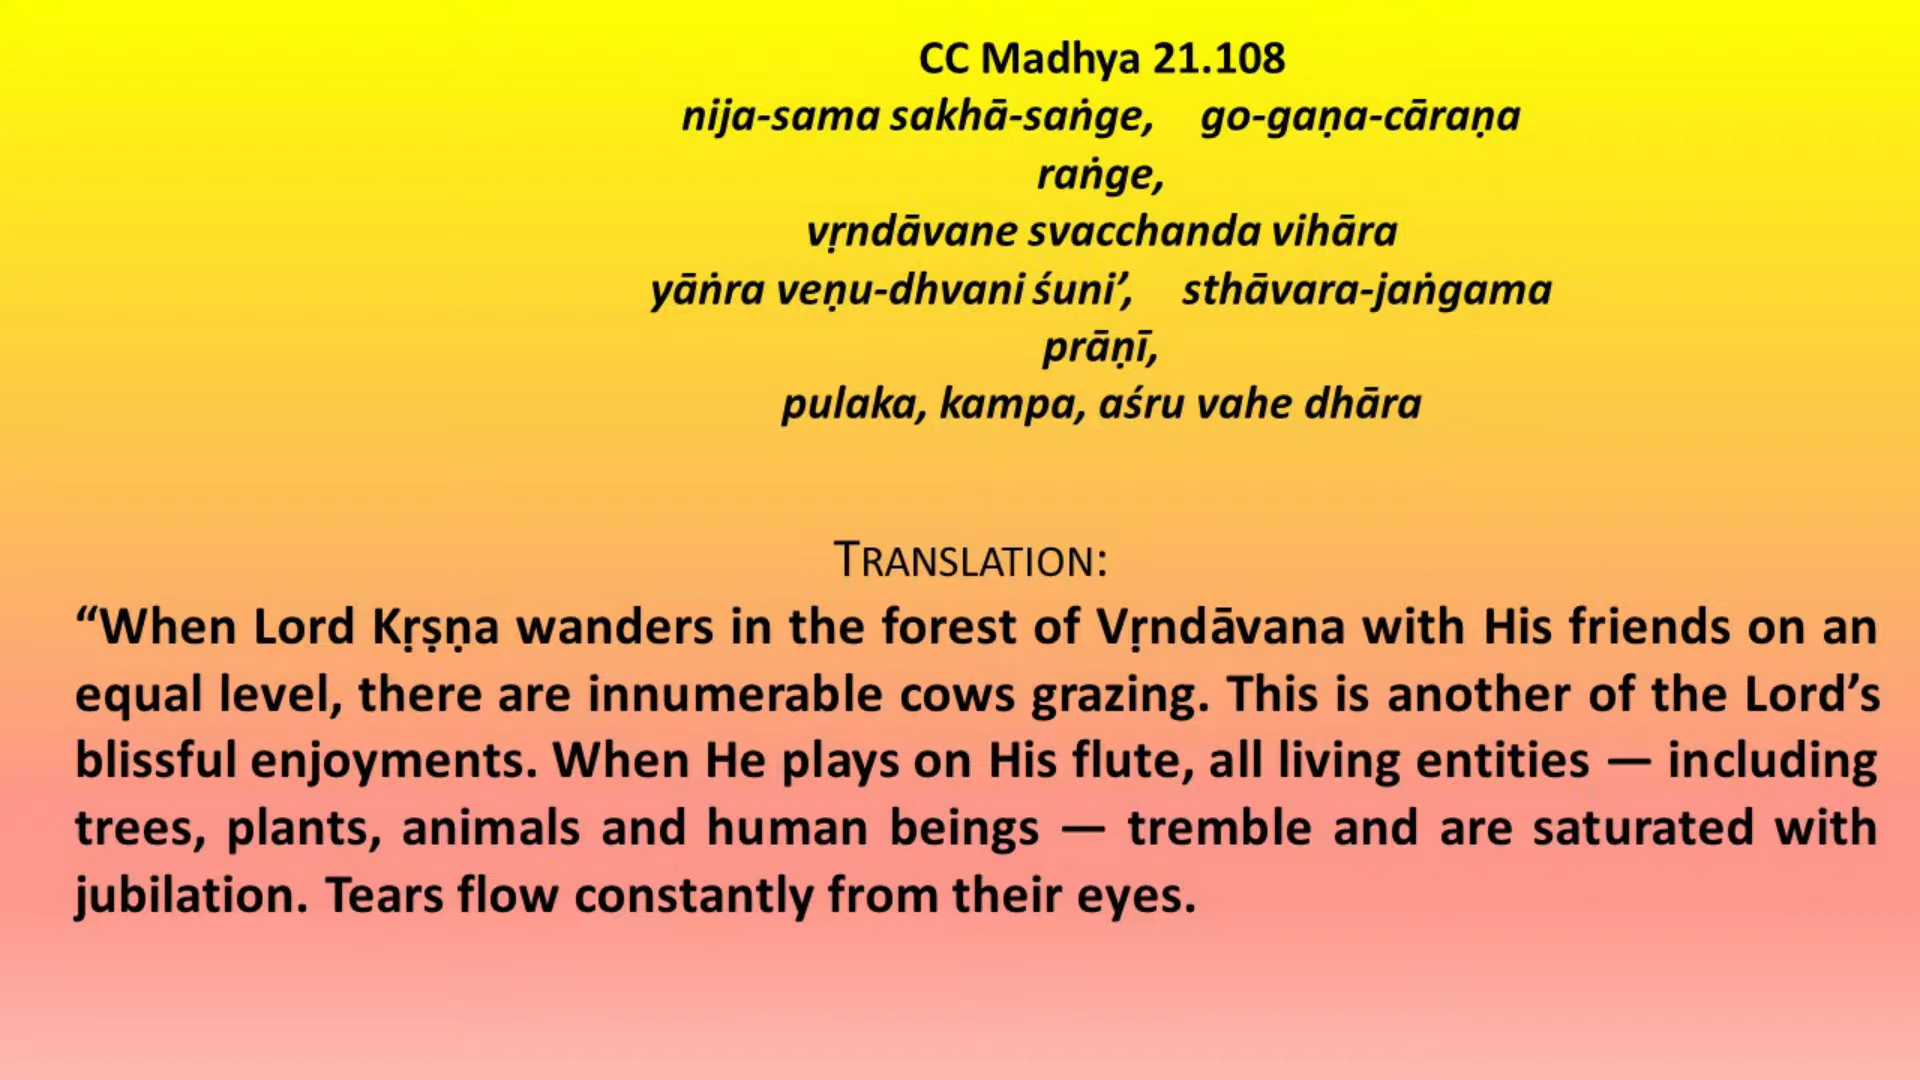 CC Madhya 21.108
nija-sama sakhā-saṅge, go-gaṇa-cāraṇa
raṅge,
vṛndāvane svacchanda vihāra
yāṅra veṇu-dhvani śuni’, sthāvara-jaṅgama
prāṇī,
pulaka, kampa, aśru vahe dhāra
TRANSLATION:
“When Lord Kṛṣṇa wanders in the forest of Vṛndāvana with His friends on an
equal level, there are innumerable cows grazing. This is another of the Lord’s
blissful enjoyments. When He plays on His flute, all living entities — including
trees, plants, animals and human beings — tremble and are saturated with
jubilation. Tears flow constantly from their eyes.